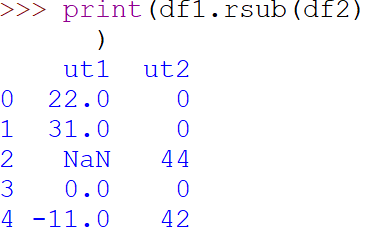 >>> print(df1.rsub(df2)
      )
    ut1  ut2
0  22.0    0
1  31.0    0
2   NaN   44
3   0.0    0
4 -11.0   42